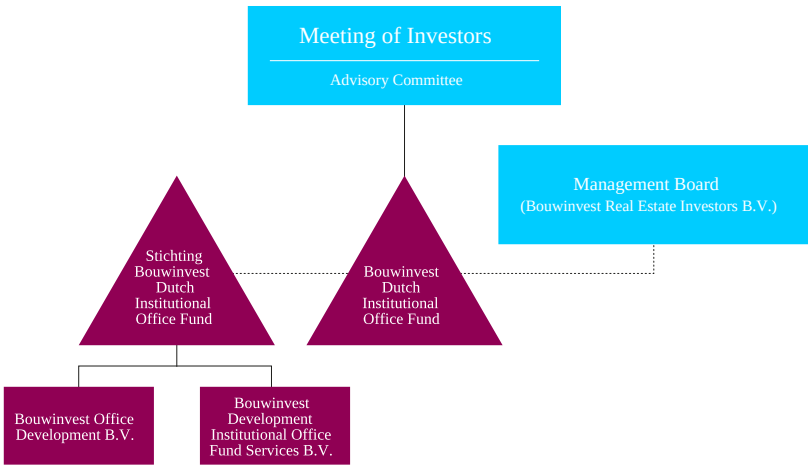 Meeting of Investors
Advisory Committee
Management Board
(Bouwinvest Real Estate Investors B.V.)
Stichting
Bouwinvest
Dutch
Institutional
Office Fund
Bouwinvest
Dutch
Institutional
Office Fund
Bouwinvest Office
Development B.V.
Bouwinvest
Development
Institutional Office
Fund Services B.V.